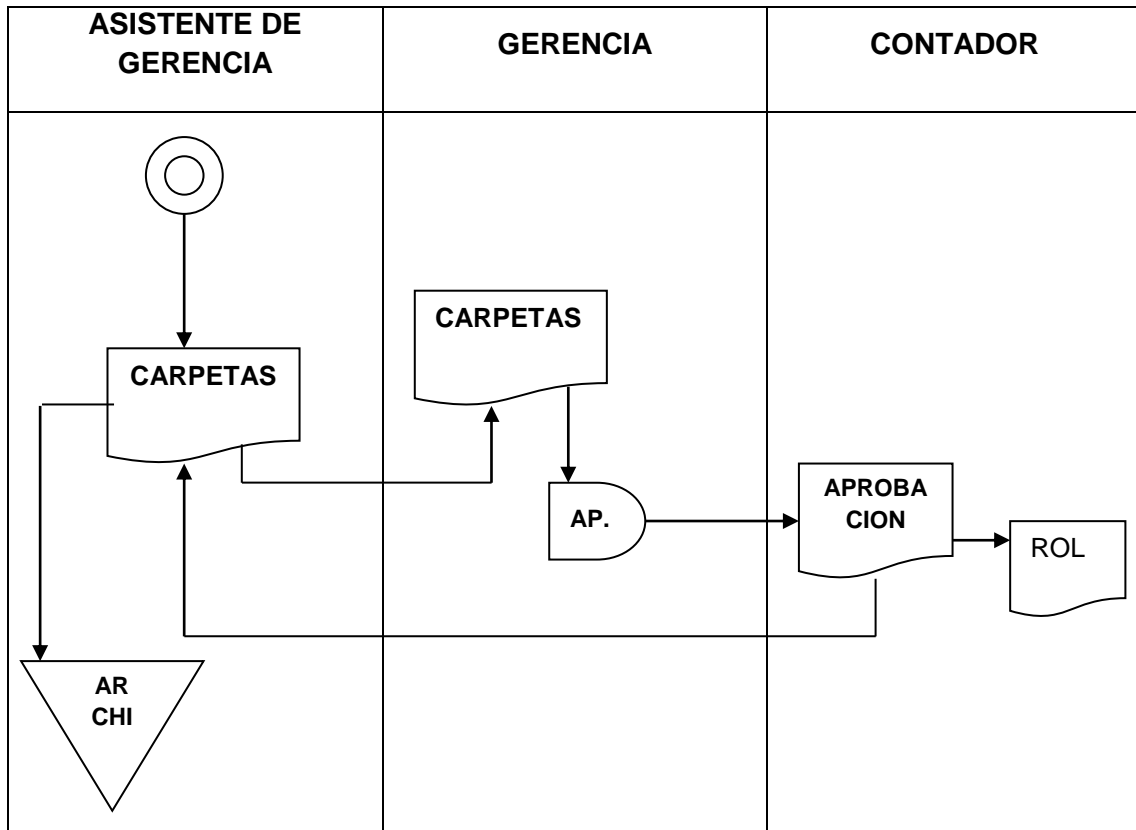 ASISTENTE DE
GERENCIA
GERENCIA
CONTADOR
CARPETAS
CARPETAS
AP.
APROBA
CION
ROL
AR
CHI